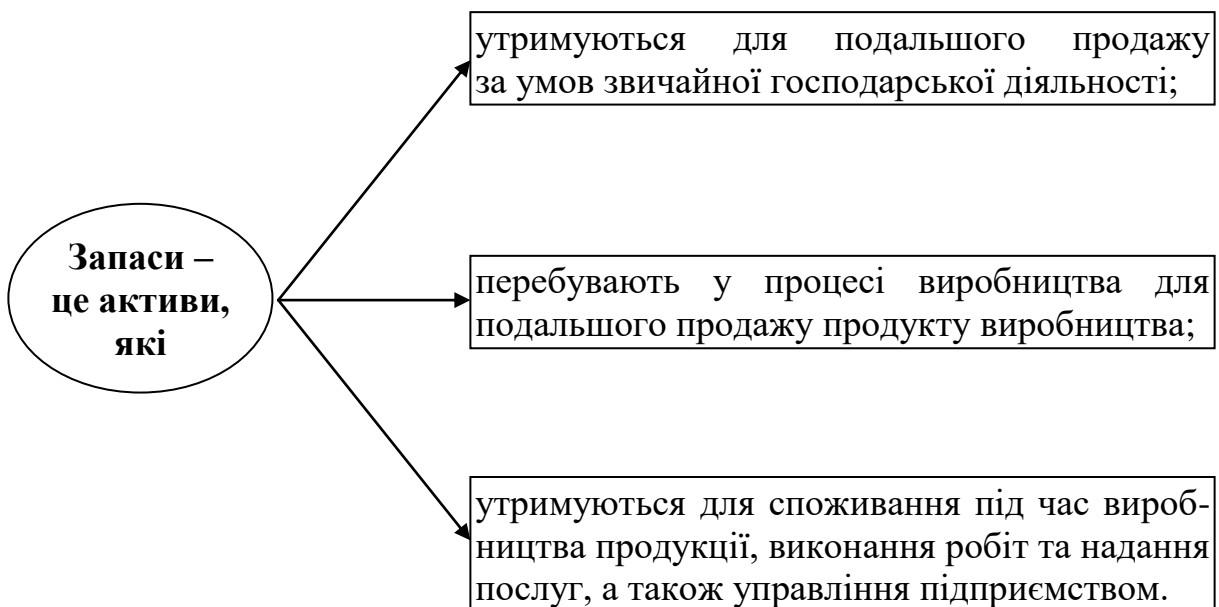 утримуються для подальшого продажу
за умов звичайної господарської діяльності;
Запаси –
це активи,
які
перебувають у процесі виробництва для
подальшого продажу продукту виробництва;
утримуються для споживання під час вироб-
ництва продукції, виконання робіт та надання
послуг, а також управління підприємством.